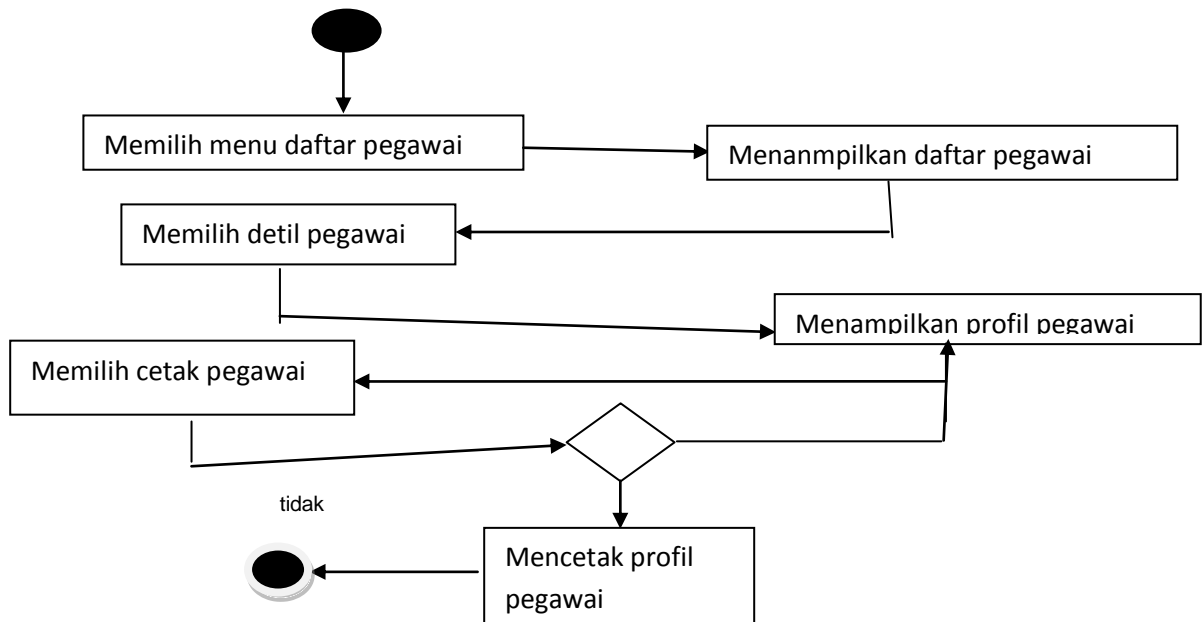 Memilih menu daftar pegawai
Menanmpilkan daftar pegawai
Memilih detil pegawai
Menampilkan profil pegawai
Memilih cetak pegawai
tidak
Mencetak profil
pegawai